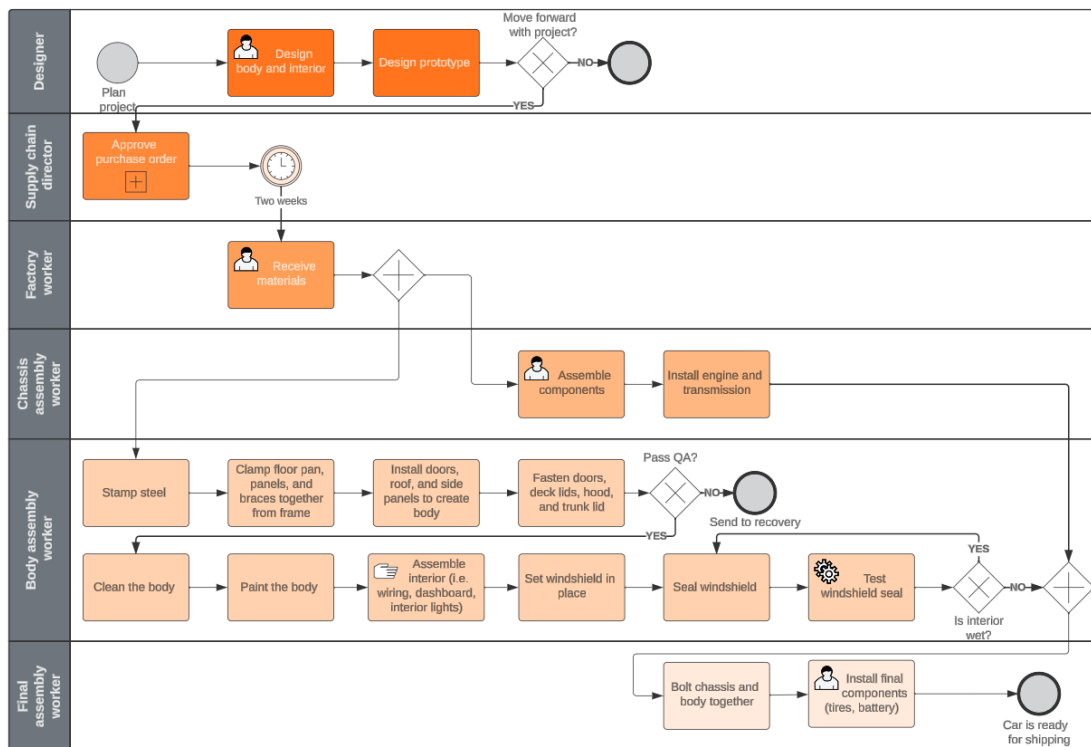 Designer
Move forward
with project?
Design
body and interior
Design prototype
NO
Plan
project
YES
Supply chain
director
Approve
purchase order
Two weeks
Factory
worker
Receive
materials
Chassis
assembly
worker
Assemble
components
Install engine and
transmission
Body assembly
worker
Stamp steel
Clamp floor pan,
panels, and
braces together
from frame
Install doors,
roof, and side
panels to create
body
Fasten doors,
deck lids, hood,
and trunk lid
Pass QA?
NO
Send to recovery
YES
Clean the body
Paint the body
Assemble
interior (i.e.
wiring, dashboard,
interior lights)
Set windshield in
place
Seal windshield
Test
windshield seal
YES
NO
Is interior
wet?
Final
assembly
worker
Bolt chassis and
body together
Install final
components
(tires, battery)
Car is ready
for shipping